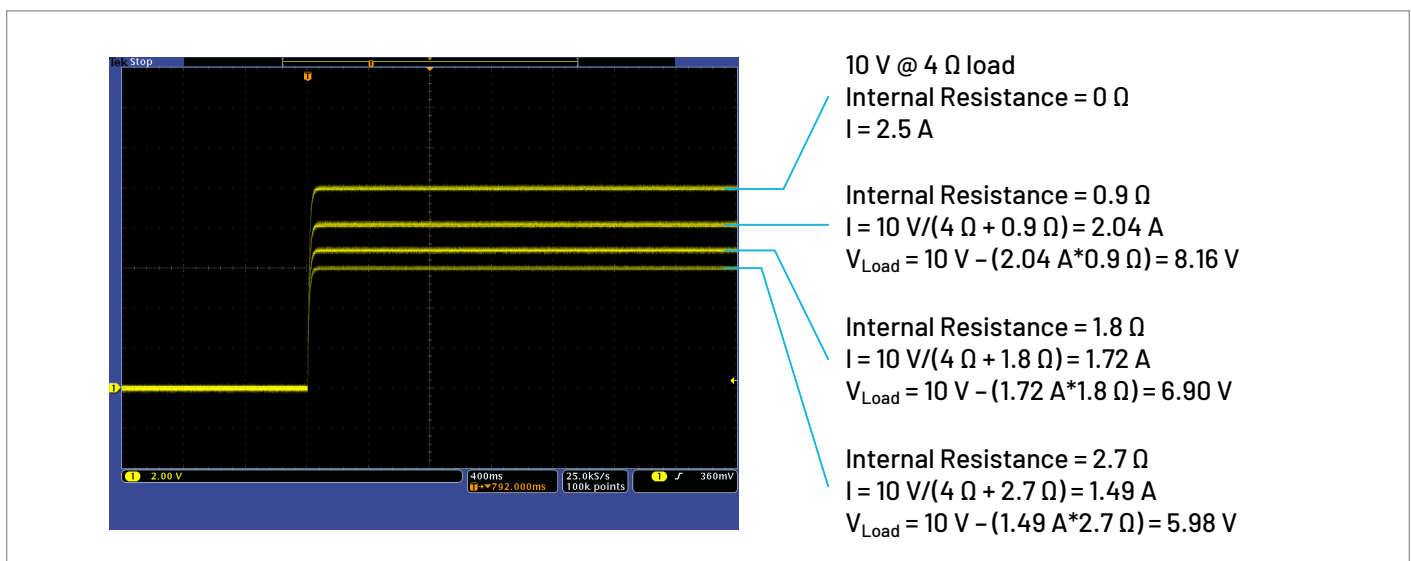 Tek Stop
T
T
1
1 2.00 V
400ms
T→▼792.000ms
25.0kS/s
100k points
1 ƒ 360mV
10 V @ 4 Ω load
Internal Resistance = 0 Ω
I = 2.5 A
Internal Resistance = 0.9 Ω
I = 10 V/(4 Ω + 0.9 Ω) = 2.04 A
VLoad = 10 V – (2.04 A*0.9 Ω) = 8.16 V
Internal Resistance = 1.8 Ω
I = 10 V/(4 Ω + 1.8 Ω) = 1.72 A
VLoad = 10 V – (1.72 A*1.8 Ω) = 6.90 V
Internal Resistance = 2.7 Ω
I = 10 V/(4 Ω + 2.7 Ω) = 1.49 A
VLoad = 10 V – (1.49 A*2.7 Ω) = 5.98 V